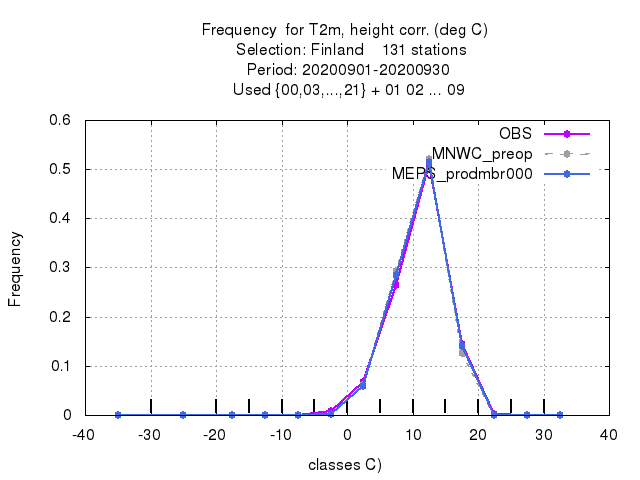 Frequency  for T2m, height corr. (deg C)
Selection: Finland    131 stations
Period: 20200901-20200930
Used {00,03,...,21} + 01 02 ... 09
OBS
MNWC_preop
MEPS_prodmbr000
Frequency
0.6
0.5
0.4
0.3
0.2
0.1
0
-40 -30 -20 -10 0 10 20 30 40
classes C)